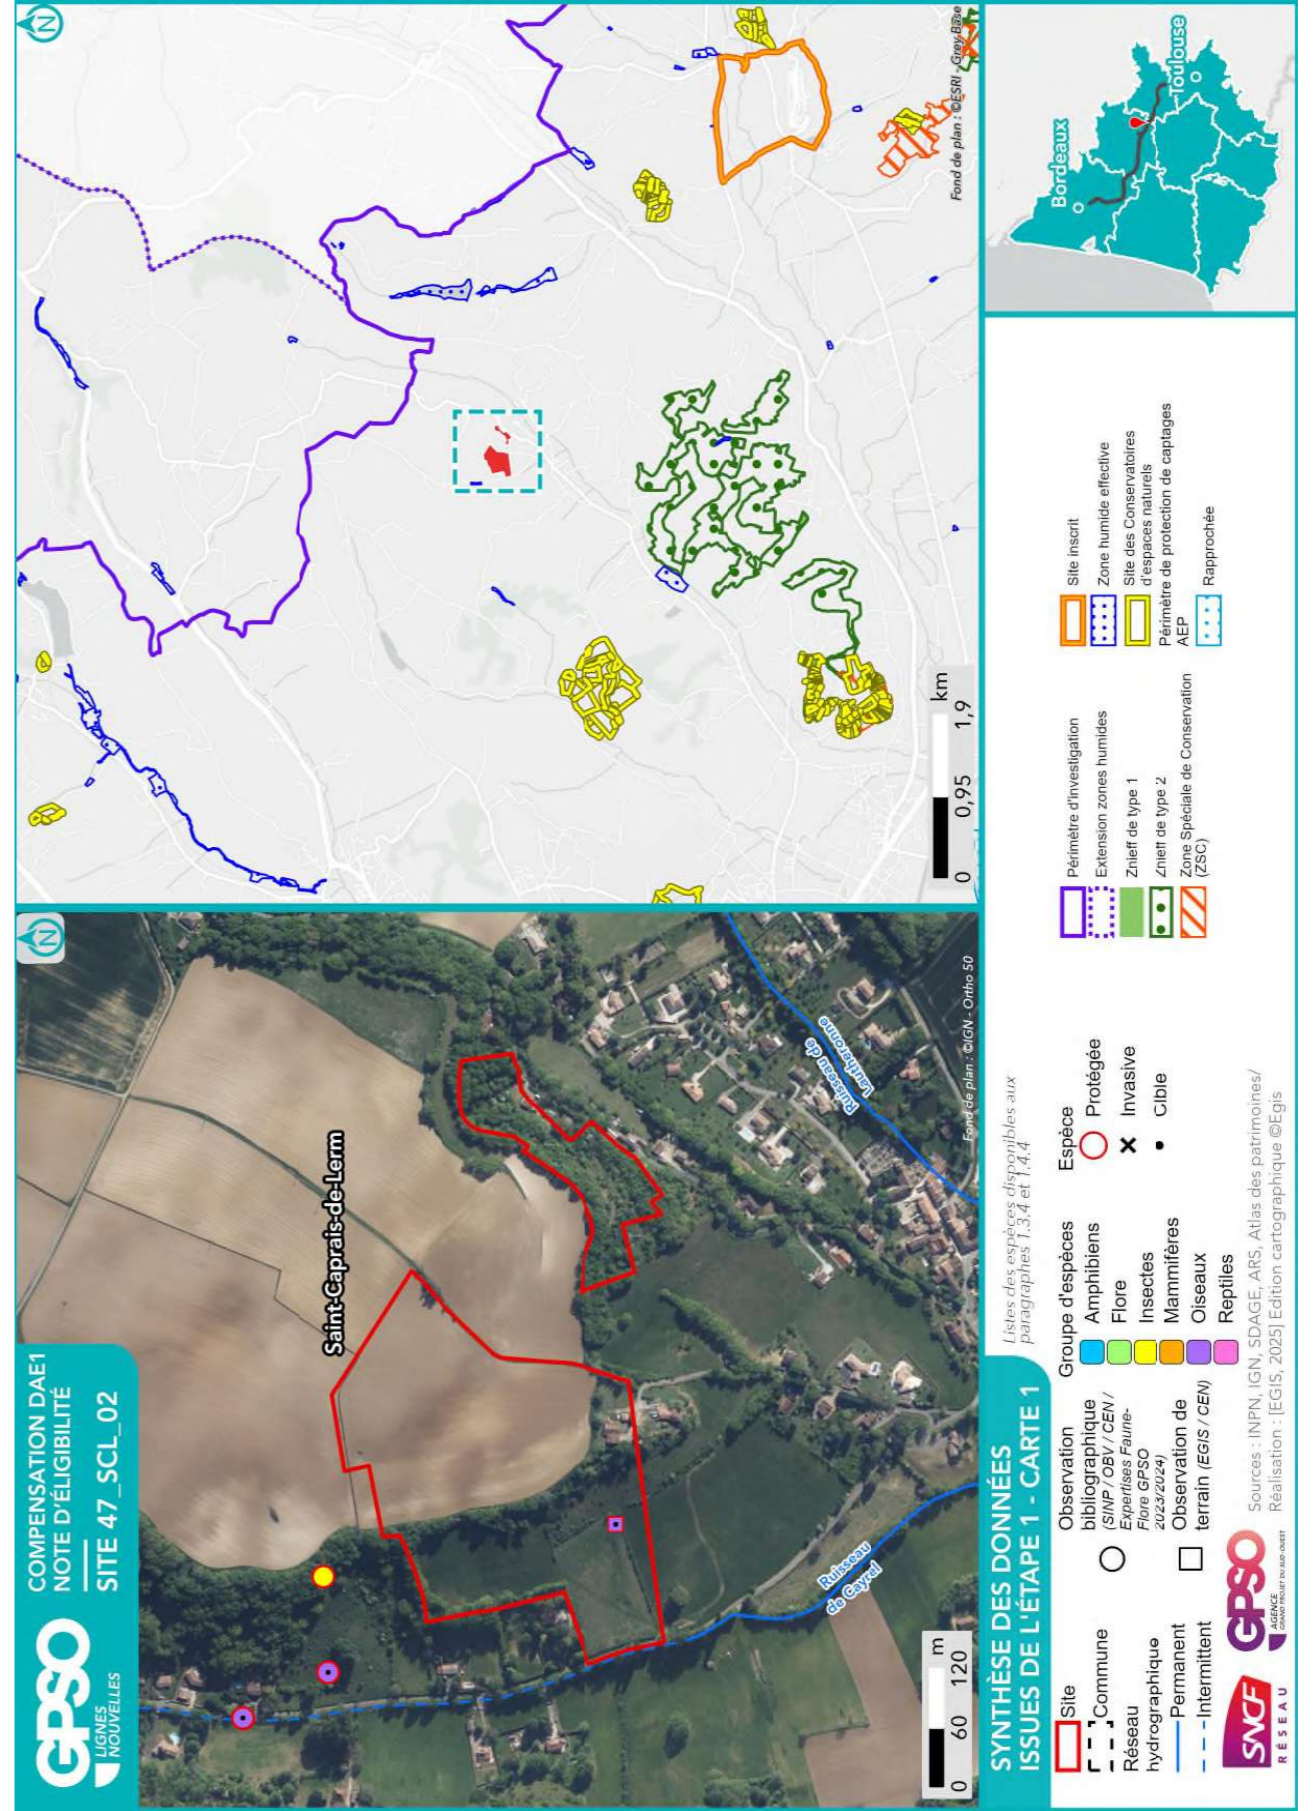 GPSO
LIGNES
NOUVELLES
COMPENSATION DAE1
NOTE D'ÉLIGIBILITÉ
SITE 47_SCL_02
N
Saint-Caprais-de-Lerm
Ruisseau
de Cayrel
Ruisseau de
Lautheronne
0 60 120 m
Fond de plan : ©IGN - Ortho 50
N
0 0,95 1,9 km
Fond de plan : ©ESRI - Grey Base
SYNTHÈSE DES DONNÉES
ISSUES DE L'ÉTAPE 1 - CARTE 1
Listes des espèces disponibles aux
paragraphes 1.3.4 et 1.4.4
Site
Commune
Réseau
hydrographique
Permanent
Intermittent
Observation
bibliographique
(SINP / OBV / CEN /
Expertises Faune-
Flore GPSO
2023/2024)
Observation de
terrain (EGIS / CEN)
Groupe d'espèces
Amphibiens
Flore
Insectes
Mammifères
Oiseaux
Reptiles
Espèce
Protégée
Invasive
Cible
Périmètre d'investigation
Extension zones humides
Znieff de type 1
Znieff de type 2
Zone Spéciale de Conservation
(ZSC)
Site inscrit
Zone humide effective
Site des Conservatoires
d'espaces naturels
Périmètre de protection de captages
AEP
Rapprochée
Bordeaux
Toulouse
SNCF
RÉSEAU
GPSO
AGENCE
GRAND PROJET DU SUD-OUEST
Sources : INPN, IGN, SDAGE, ARS, Atlas des patrimoines/
Réalisation : [EGIS, 2025] Edition cartographique ©Egis